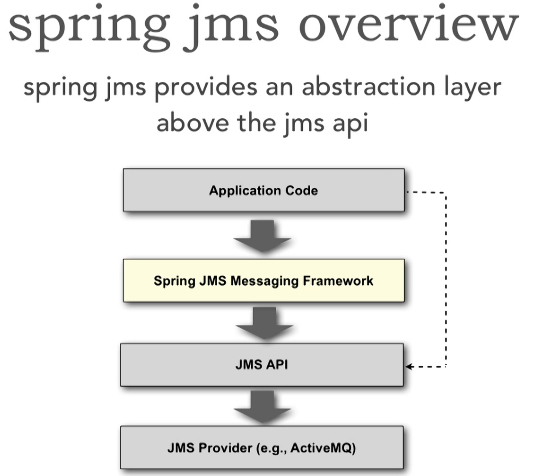 spring jms overview
spring jms provides an abstraction layer
above the jms api
Application Code
Spring JMS Messaging Framework
JMS API
JMS Provider (e.g., ActiveMQ)